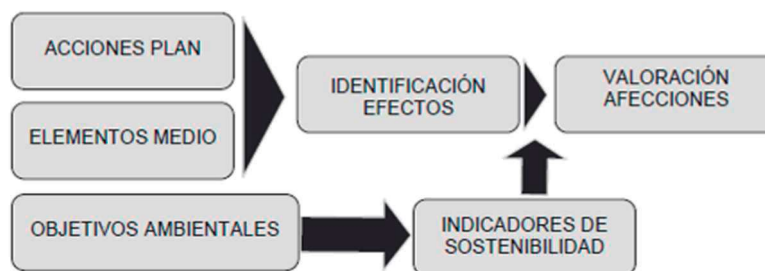 ACCIONES PLAN
ELEMENTOS MEDIO
IDENTIFICACIÓN
EFECTOS
VALORACIÓN
AFECCIONES
OBJETIVOS AMBIENTALES
INDICADORES DE
SOSTENIBILIDAD